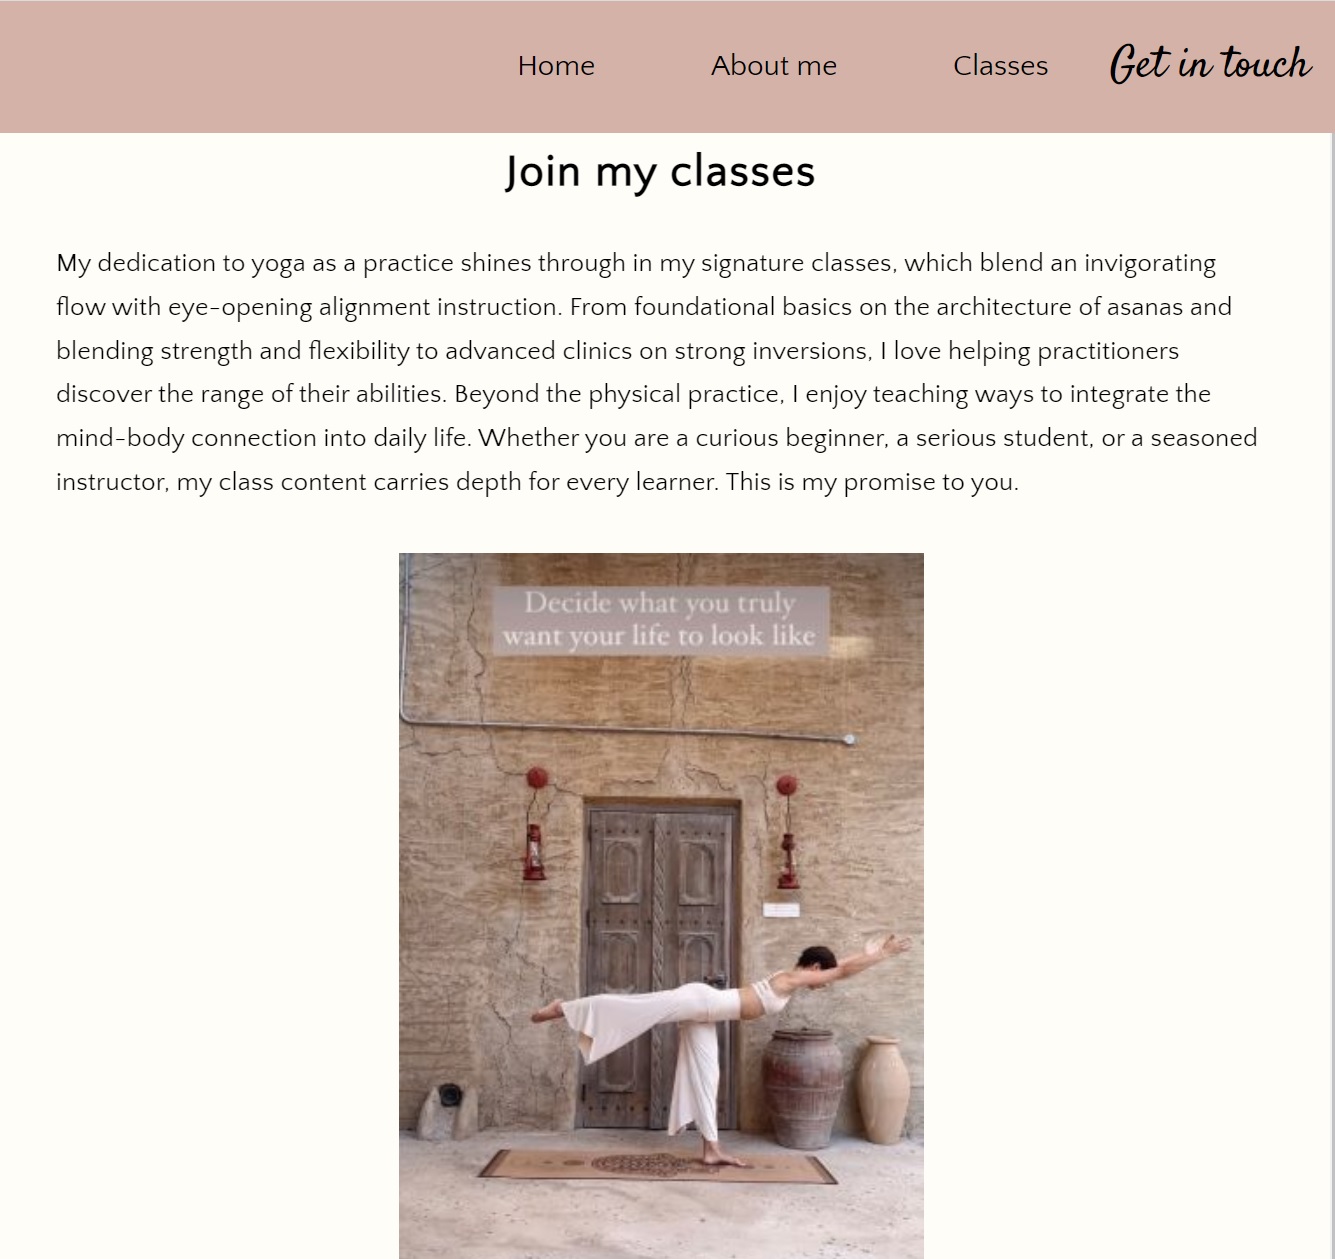 Home About me Classes Get in touch
Join my classes
My dedication to yoga as a practice shines through in my signature classes, which blend an invigorating
flow with eye-opening alignment instruction. From foundational basics on the architecture of asanas and
blending strength and flexibility to advanced clinics on strong inversions, I love helping practitioners
discover the range of their abilities. Beyond the physical practice, I enjoy teaching ways to integrate the
mind-body connection into daily life. Whether you are a curious beginner, a serious student, or a seasoned
instructor, my class content carries depth for every learner. This is my promise to you.
Decide what you truly
want your life to look like